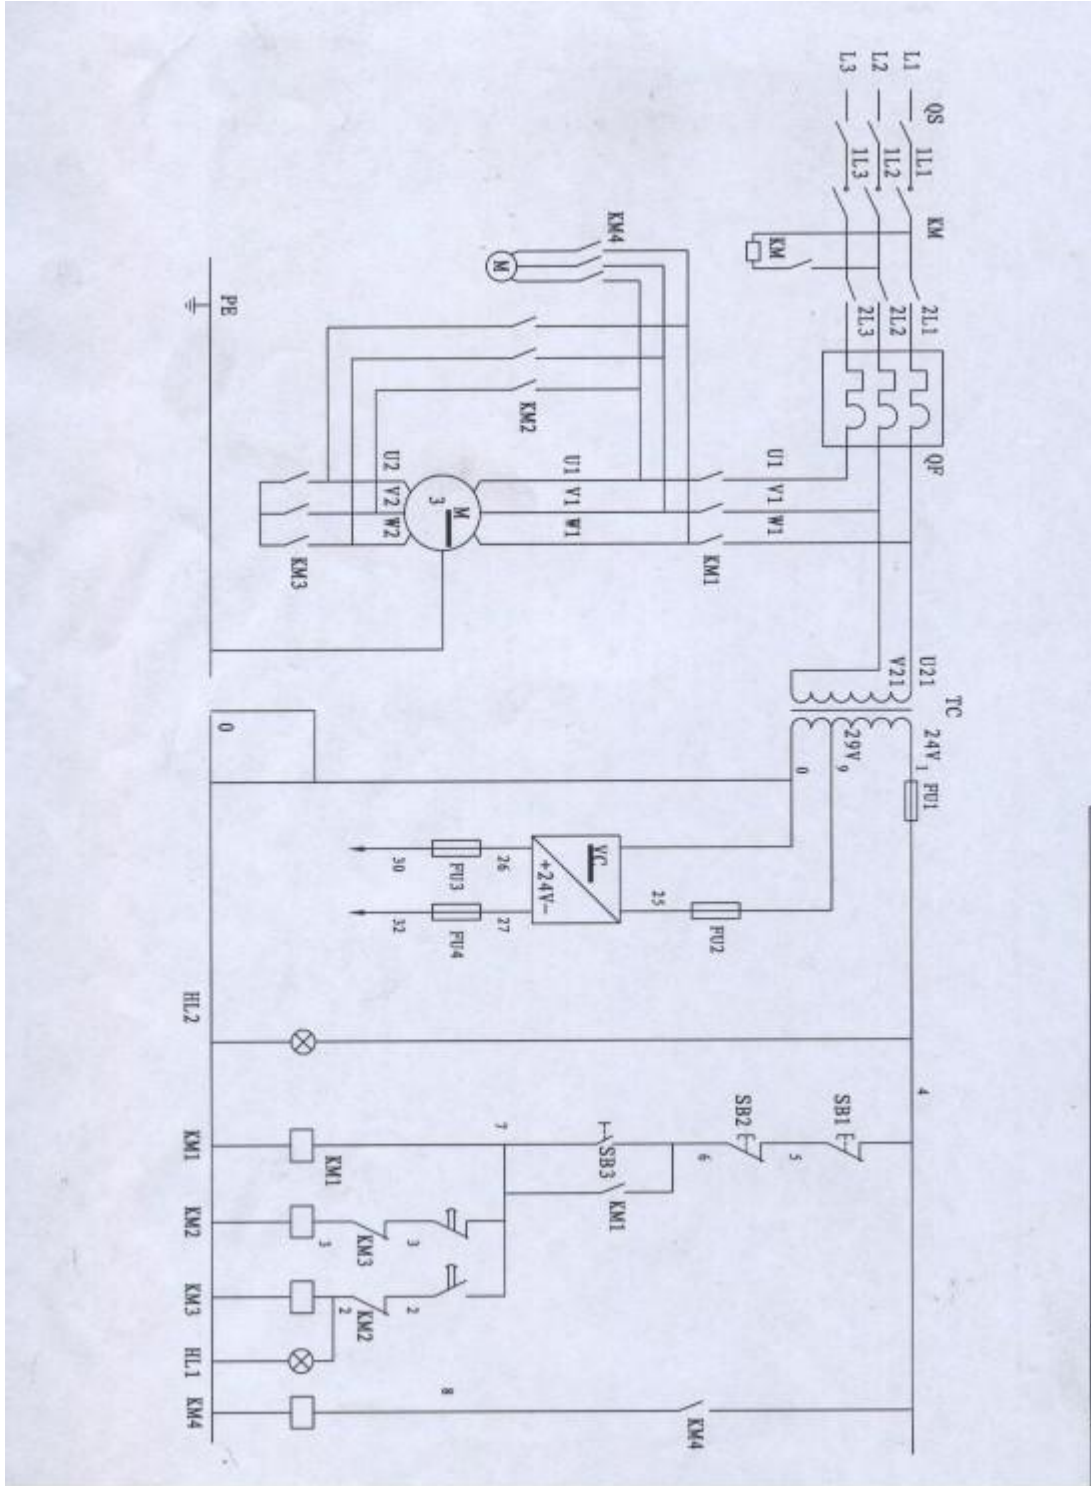 L1
L2
L3
QS
1L1
1L2
1L3
KM
KM
2L1
2L2
2L3
QF
KM4
M
PE
KM2
U1
V1
W1
U1
V1
W1
KM1
U2
V2
W2
M
3
KM3
U21
V21
TC
24V
1
29V
9
0
0
FU1
VC
+24V-
25
FU2
26
FU3
30
27
FU4
32
4
HL2
SB1
5
SB2
6
SB3
KM1
7
KM1
KM1
KM2
3
KM3
3
KM3
2
KM2
2
HL1
KM4
8
KM4